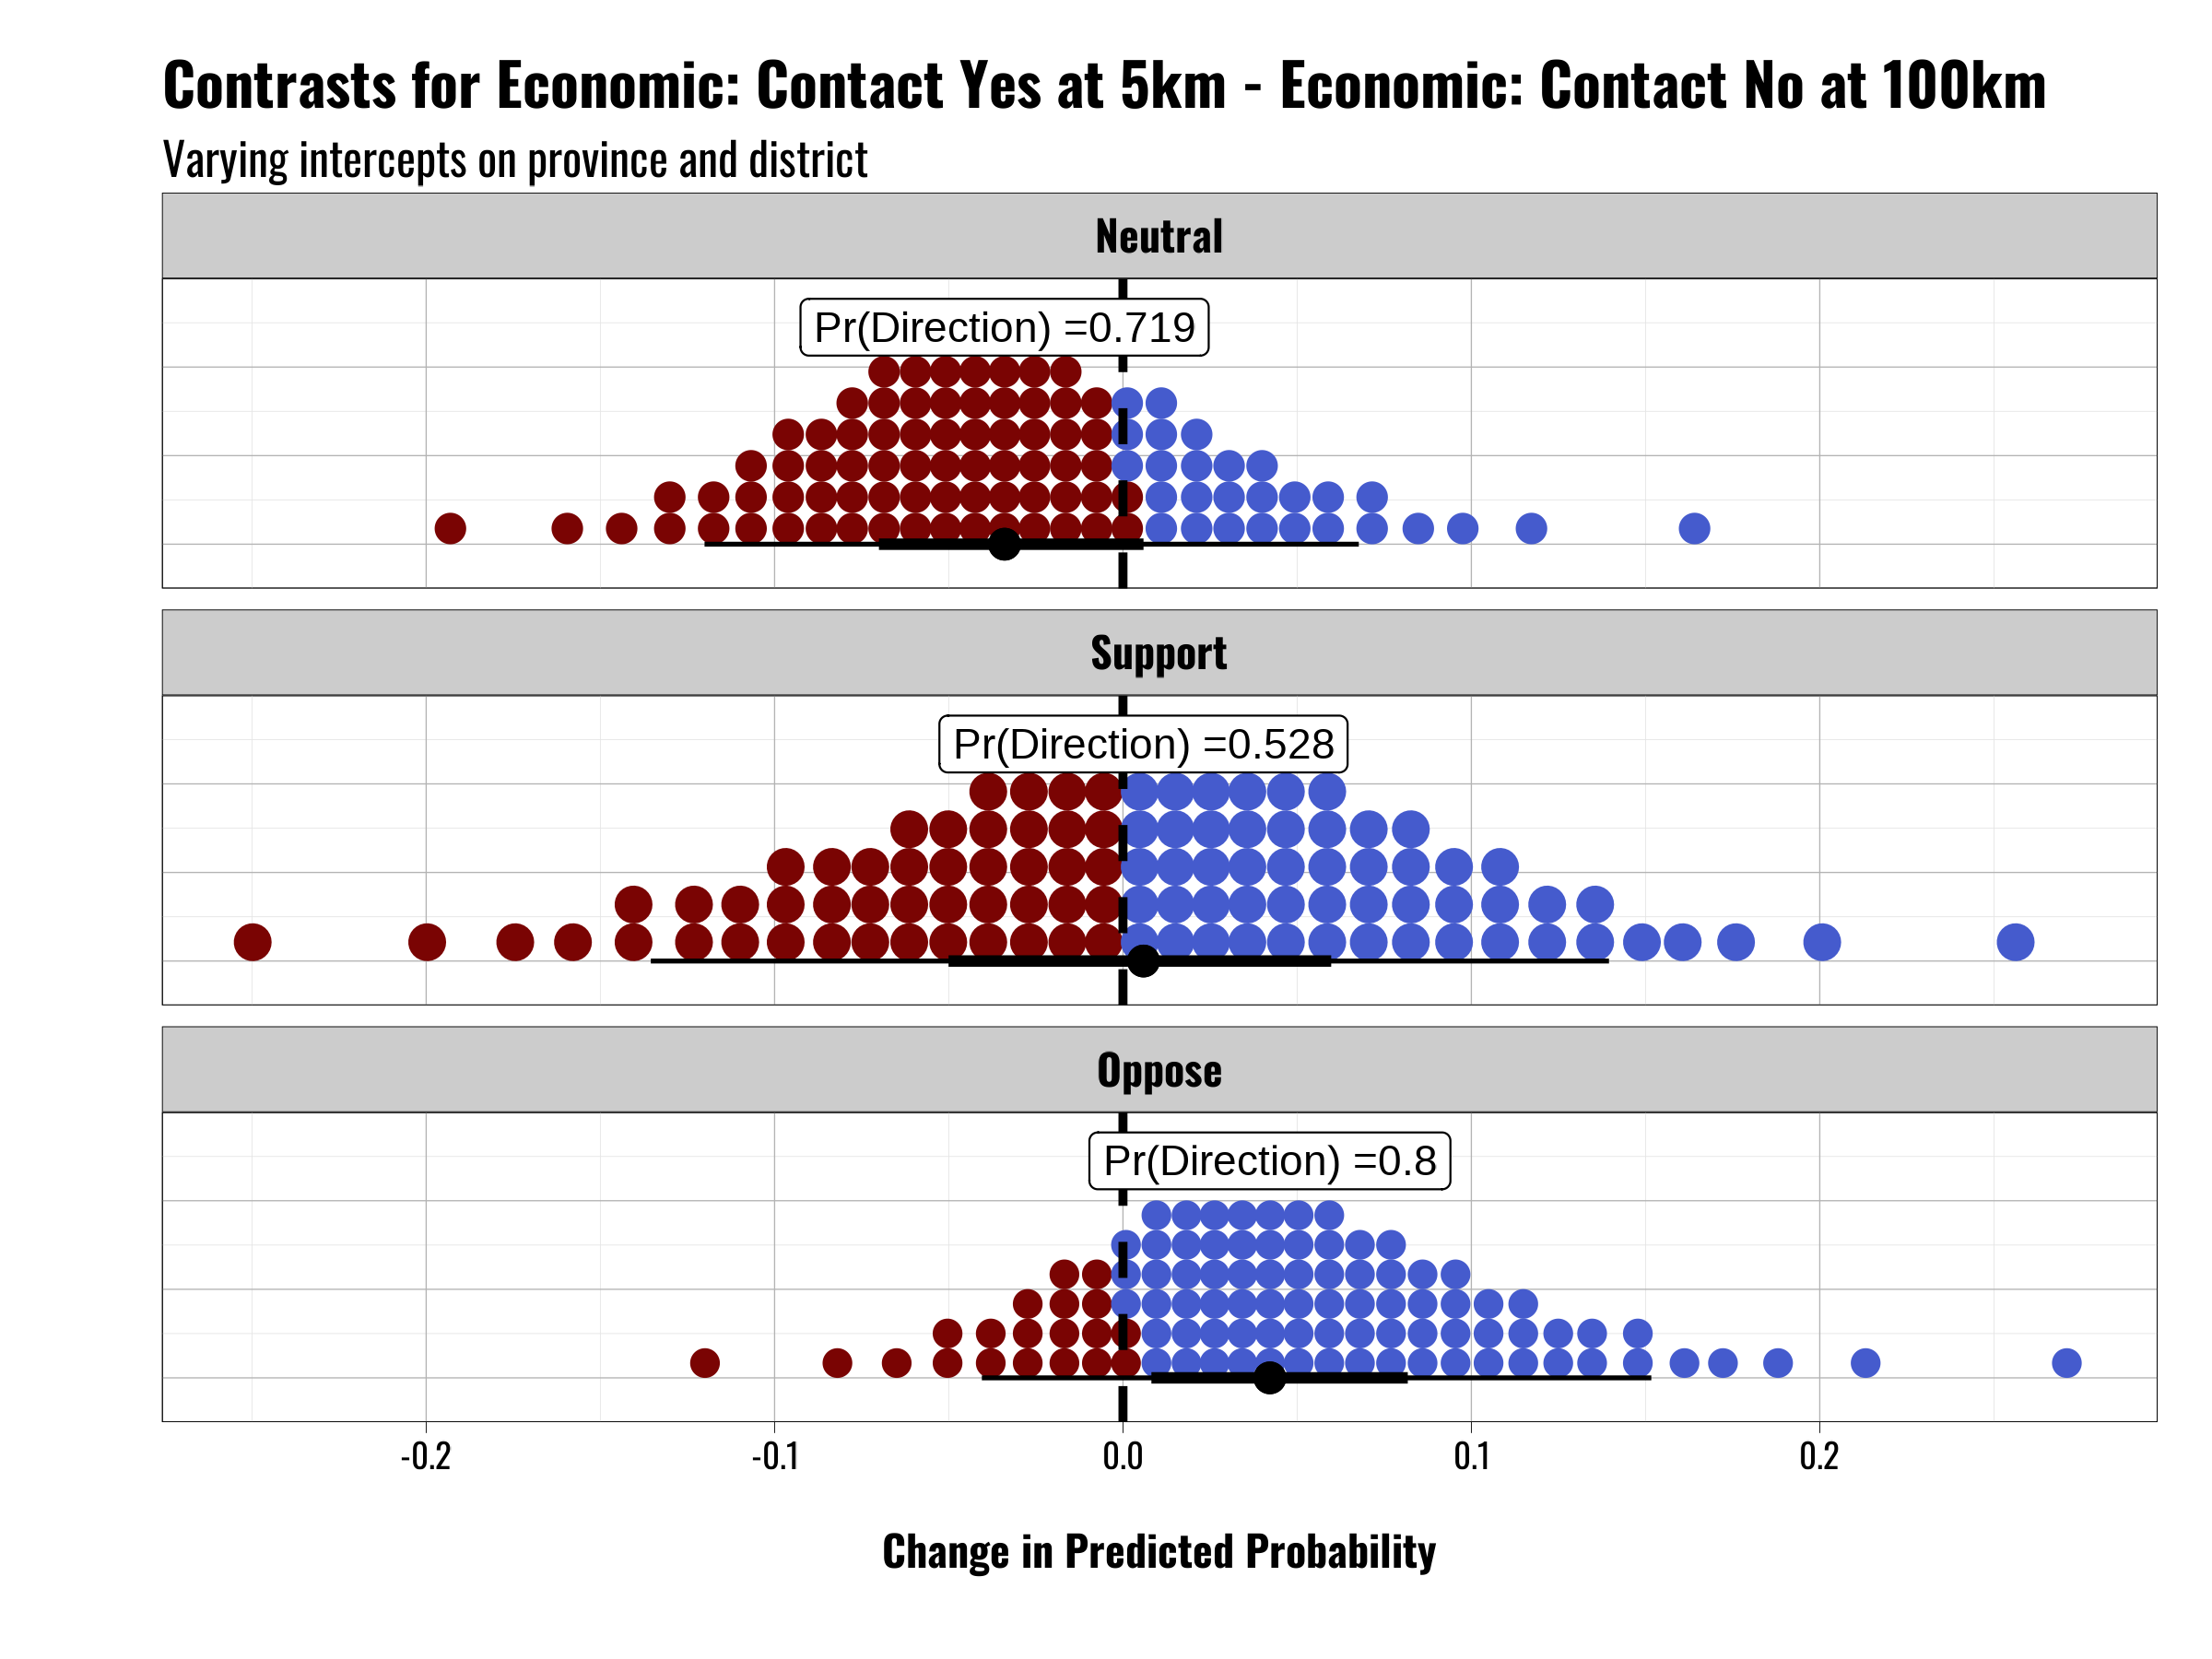 Contrasts for Economic: Contact Yes at 5km - Economic: Contact No at 100km
Varying intercepts on province and district
Neutral
Pr(Direction) =0.719
Support
Pr(Direction) =0.528
Oppose
Pr(Direction) =0.8
-0.2 -0.1 0.0 0.1 0.2
Change in Predicted Probability